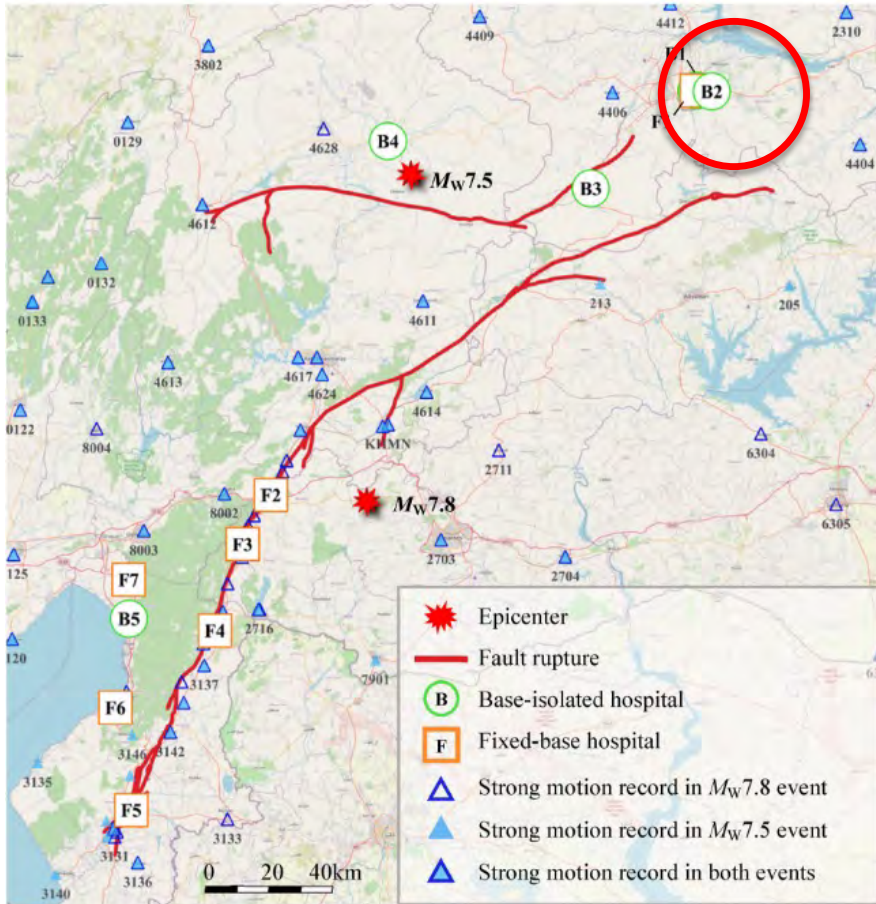 4412
4409
2310
3802
B1
B2
4406
F
0129
4628
B4
4404
MW7.5
B3
4612
0132
213
205
0133
4611
4617
4613
4624
4614
0122
8004
KHMN
2711
6304
F2
8002
MW7.8
6305
8003
F3
2703
125
2704
F7
B5
F4
2716
120
3137
7901
F6
3142
3146
3135
F5
3133
3131
3136
3140
0 20 40km
Epicenter
Fault rupture
B Base-isolated hospital
F Fixed-base hospital
Strong motion record in MW7.8 event
Strong motion record in MW7.5 event
Strong motion record in both events